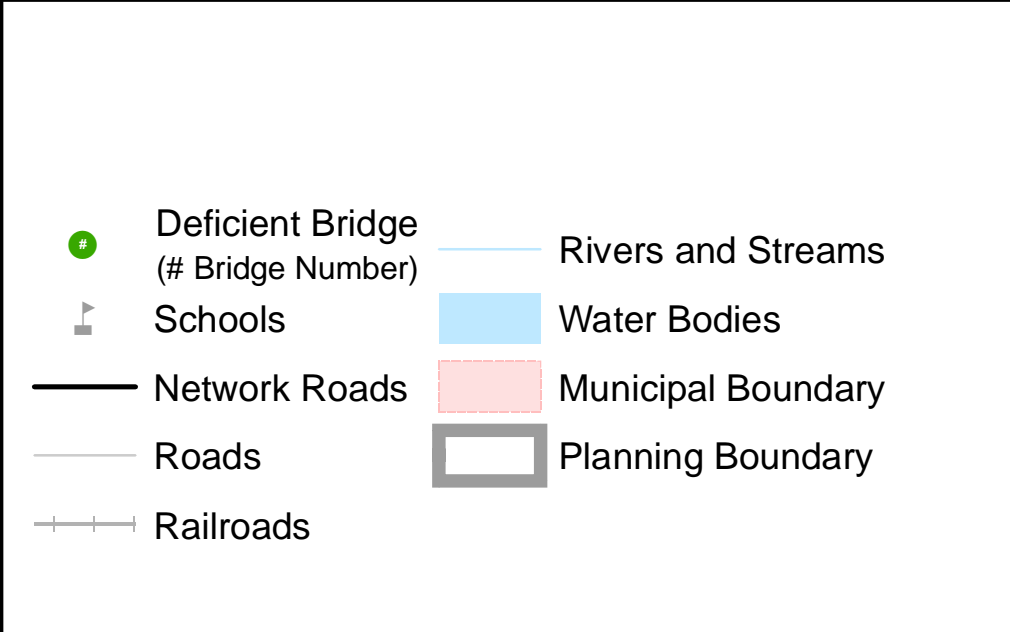 #
Deficient Bridge
(# Bridge Number)
Schools
Network Roads
Roads
Railroads
Rivers and Streams
Water Bodies
Municipal Boundary
Planning Boundary